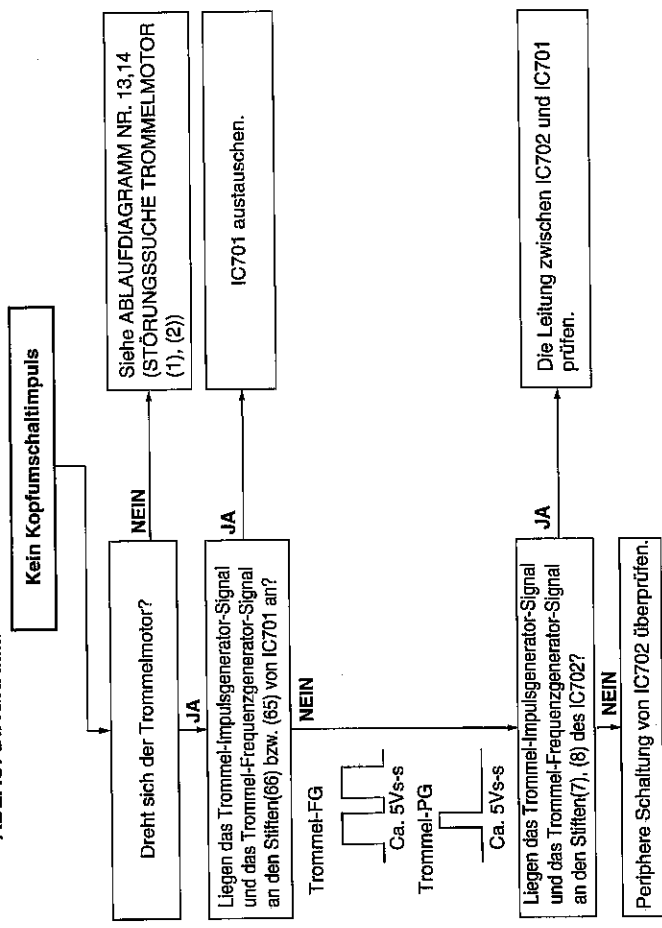 Kein Kopfumschaltimpuls
Dreht sich der Trommelmotor?
NEIN
Siehe ABLAUFDIAGRAMM NR. 13,14
(STÖRUNGSSUCHE TROMMELMOTOR
(1), (2))
JA
Liegen das Trommel-Impulsgenerator-Signal
und das Trommel-Frequenzgenerator-Signal
an den Stiften(66) bzw. (65) von IC701 an?
JA
IC701 austauschen.
NEIN
Trommel-FG
Ca. 5Vs-s
Trommel-PG
Ca. 5Vs-s
Liegen das Trommel-Impulsgenerator-Signal
und das Trommel-Frequenzgenerator-Signal
an den Stiften(7), (8) des IC702?
JA
Die Leitung zwischen IC702 und IC701
prüfen.
NEIN
Periphere Schaltung von IC702 überprüfen.